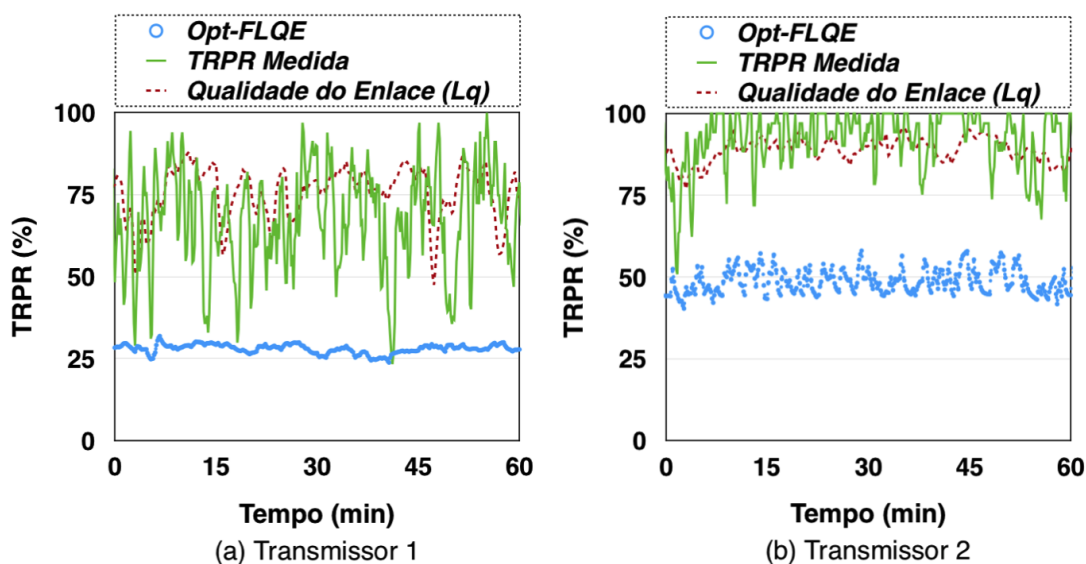 Opt-FLQE
TRPR Medida
Qualidade do Enlace (Lq)
100
75
50
25
0
TRPR (%)
0 15 30 45 60
Tempo (min)
(a) Transmissor 1
Opt-FLQE
TRPR Medida
Qualidade do Enlace (Lq)
100
75
50
25
0
TRPR (%)
0 15 30 45 60
Tempo (min)
(b) Transmissor 2